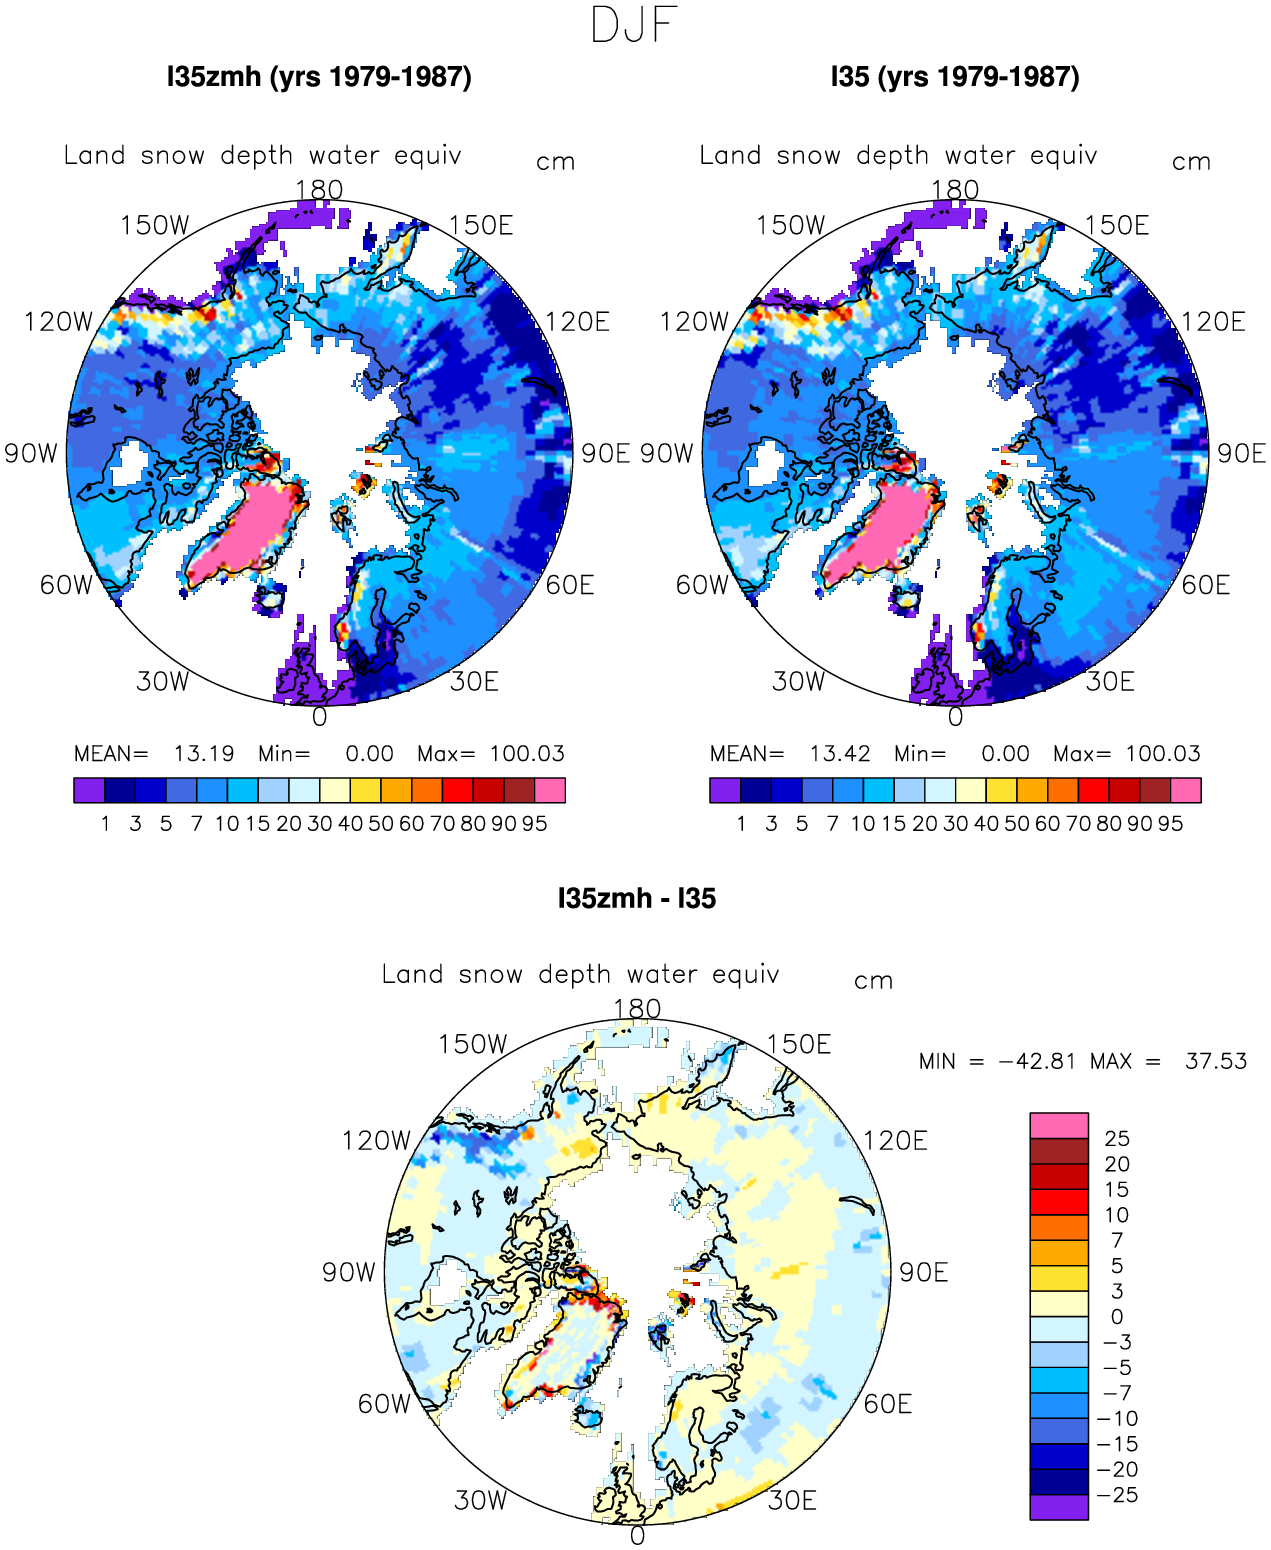 DJF
I35zmh (yrs 1979-1987)
I35 (yrs 1979-1987)
Land snow depth water equiv cm
180
150W 150E
120W 120E
90W 90E
60W 60E
30W 30E
0
MEAN= 13.19 Min= 0.00 Max= 100.03
1 3 5 7 10 15 20 30 40 50 60 70 80 90 95
Land snow depth water equiv cm
180
150W 150E
120W 120E
90W 90E
60W 60E
30W 30E
0
MEAN= 13.42 Min= 0.00 Max= 100.03
1 3 5 7 10 15 20 30 40 50 60 70 80 90 95
I35zmh - I35
Land snow depth water equiv cm
180
150W 150E
120W 120E
90W 90E
60W 60E
30W 30E
0
MIN = −42.81 MAX = 37.53
25
20
15
10
7
5
3
0
−3
−5
−7
−10
−15
−20
−25